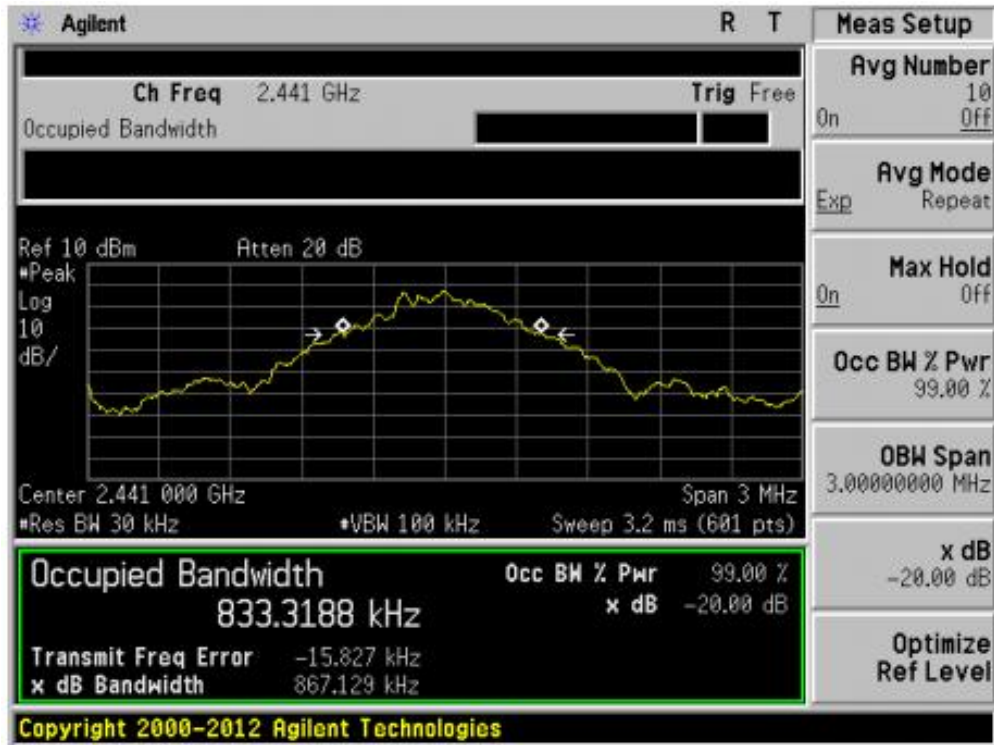 Agilent R T
Ch Freq 2.441 GHz Trig Free
Occupied Bandwidth
Ref 10 dBm Atten 20 dB
#Peak
Log
10
dB/
Center 2.441 000 GHz Span 3 MHz
#Res BW 30 kHz #VBW 100 kHz Sweep 3.2 ms (601 pts)
Occupied Bandwidth Occ BW % Pwr 99.00 %
833.3188 kHz x dB -20.00 dB
Transmit Freq Error -15.827 kHz
x dB Bandwidth 867.129 kHz
Copyright 2000-2012 Agilent Technologies
Meas Setup
Avg Number
10
On Off
Avg Mode
Exp Repeat
Max Hold
On Off
Occ BW % Pwr
99.00 %
OBW Span
3.00000000 MHz
x dB
-20.00 dB
Optimize
Ref Level